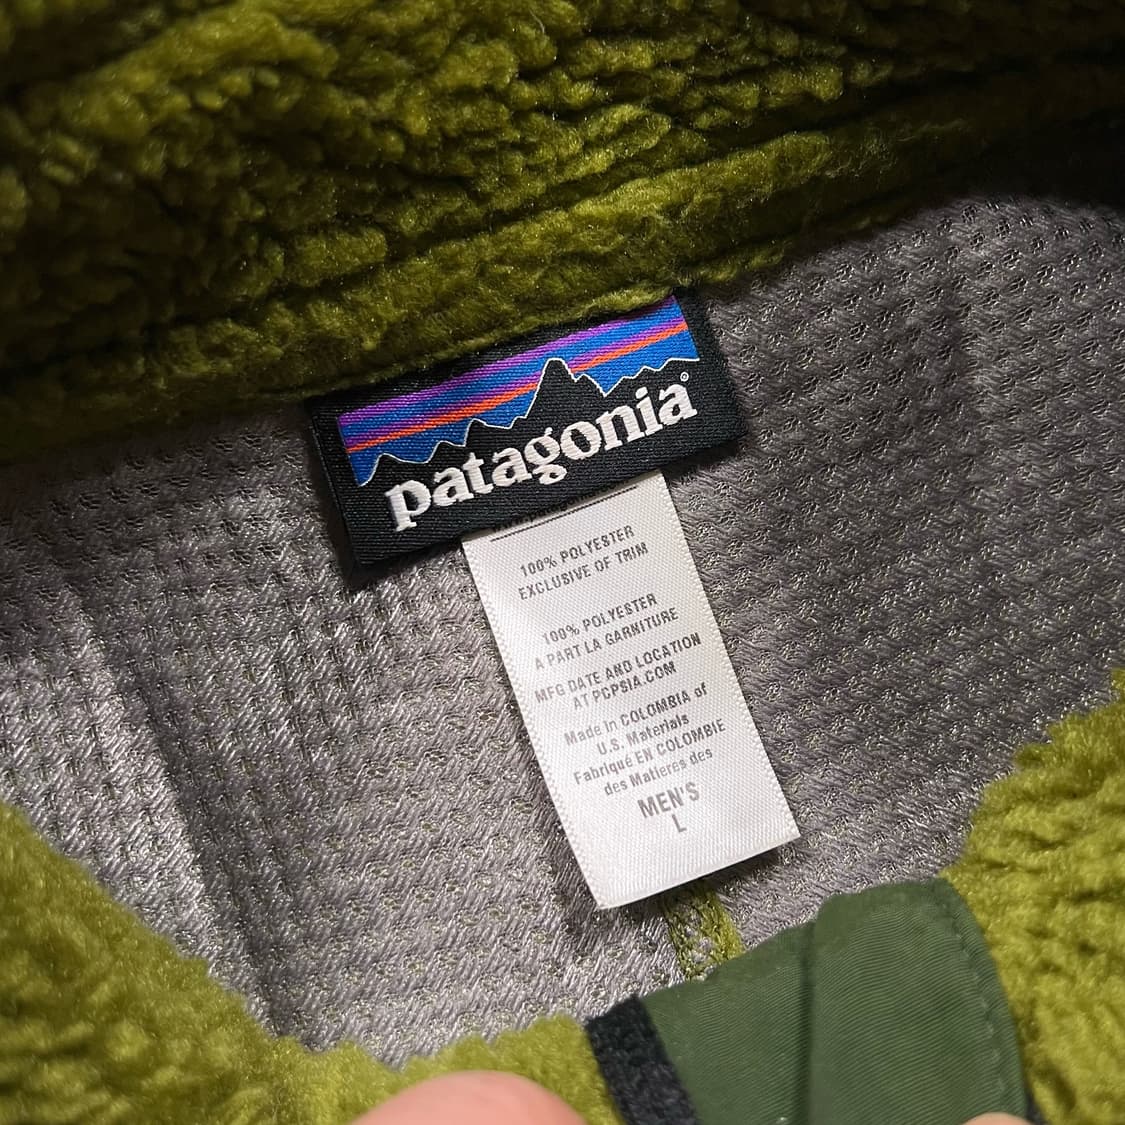 patagonia®
100% POLYESTER
EXCLUSIVE OF TRIM
100% POLYESTER
A PART LA GARNITURE
MFG DATE AND LOCATION
AT PCPSIA.COM
Made in COLOMBIA of
U.S. Materials
Fabriqué EN COLOMBIE
des Matieres des
MEN'S
L